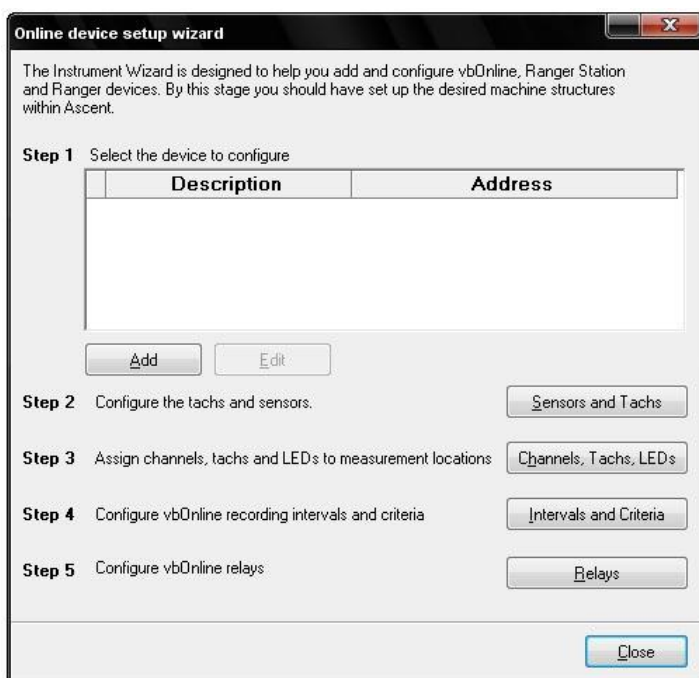 Online device setup wizard
The Instrument Wizard is designed to help you add and configure vbOnline, Ranger Station
and Ranger devices. By this stage you should have set up the desired machine structures
within Ascent.
Step 1 Select the device to configure
Description Address
Add Edit
Step 2 Configure the tachs and sensors. Sensors and Tachs
Step 3 Assign channels, tachs and LEDs to measurement locations Channels, Tachs, LEDs
Step 4 Configure vbOnline recording intervals and criteria Intervals and Criteria
Step 5 Configure vbOnline relays Relays
Close